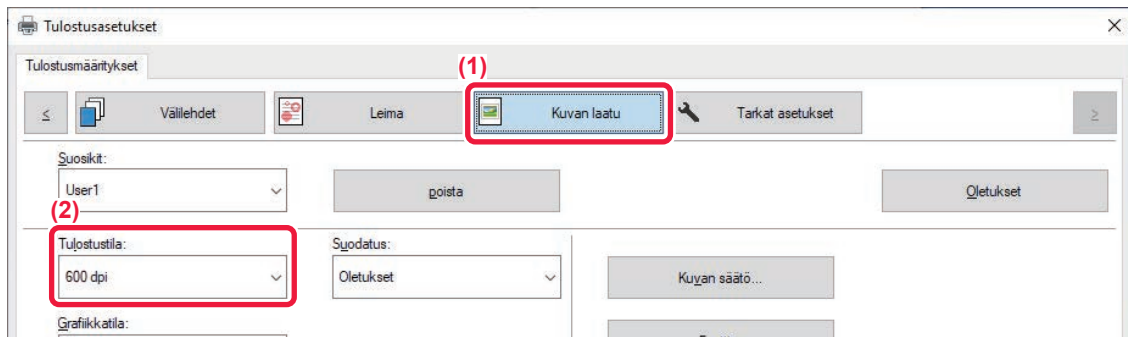 Tulostusasetukset
Tulostusmääritykset
(1)
≤ Välilehdet Leima Kuvan laatu Tarkat asetukset ≥
Suosikit:
User1 poista Oletukset
(2)
Tulostustila: Suodatus:
600 dpi Oletukset Kuvan säätö...
Grafiikkatila: